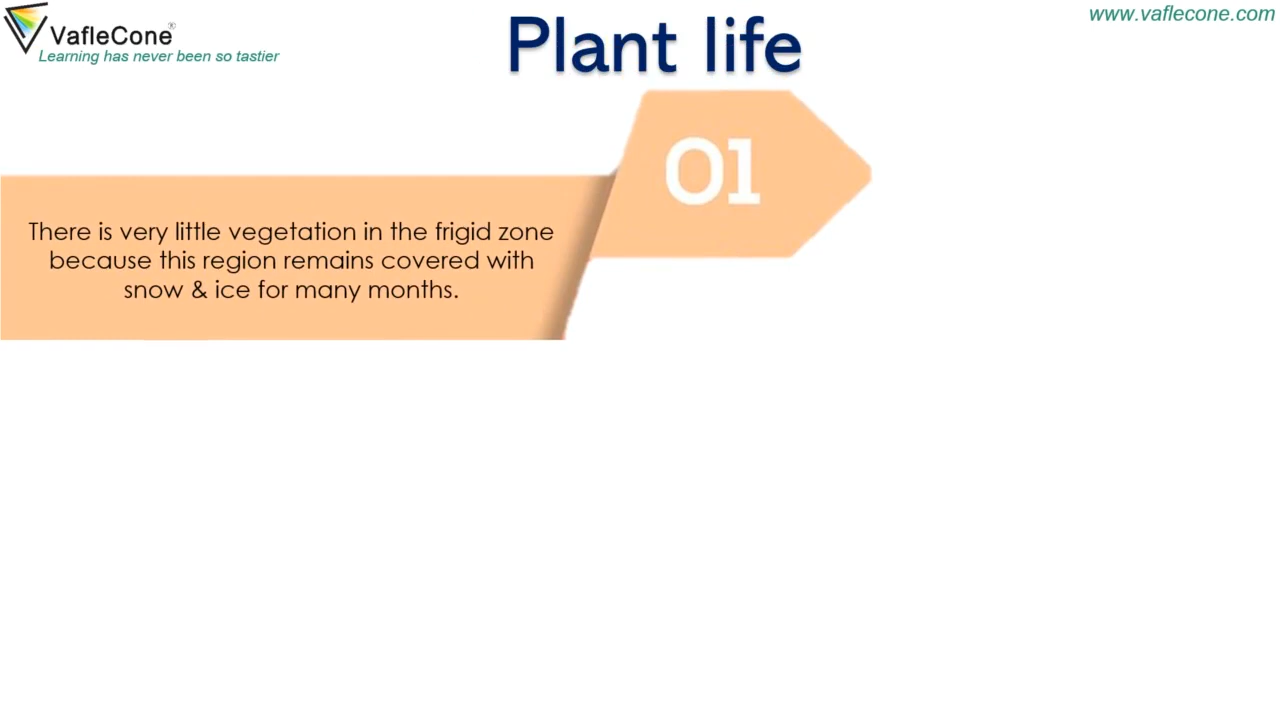 VafleCone®
Learning has never been so tastier
www.vaflecone.com
Plant life
01
There is very little vegetation in the frigid zone
because this region remains covered with
snow & ice for many months.